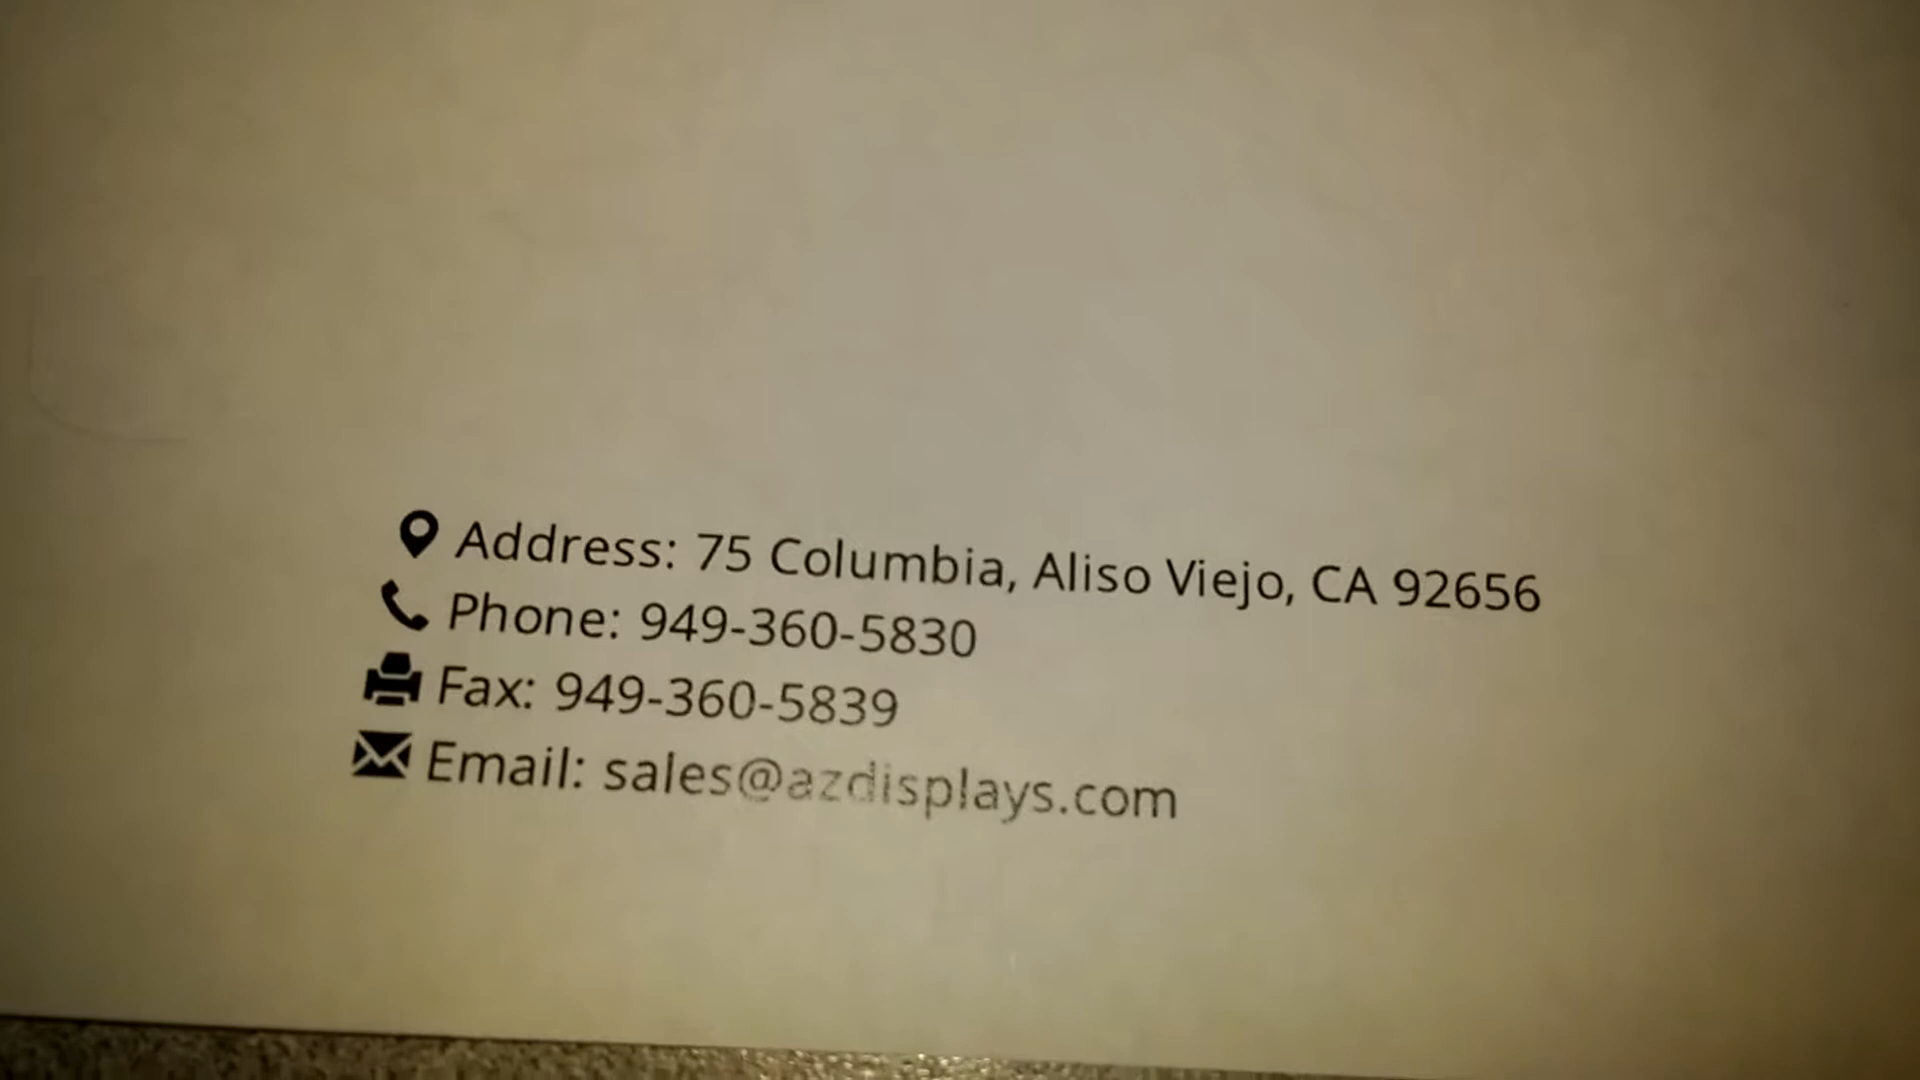 Address: 75 Columbia, Aliso Viejo, CA 92656
Phone: 949-360-5830
Fax: 949-360-5839
Email: sales@azdisplays.com